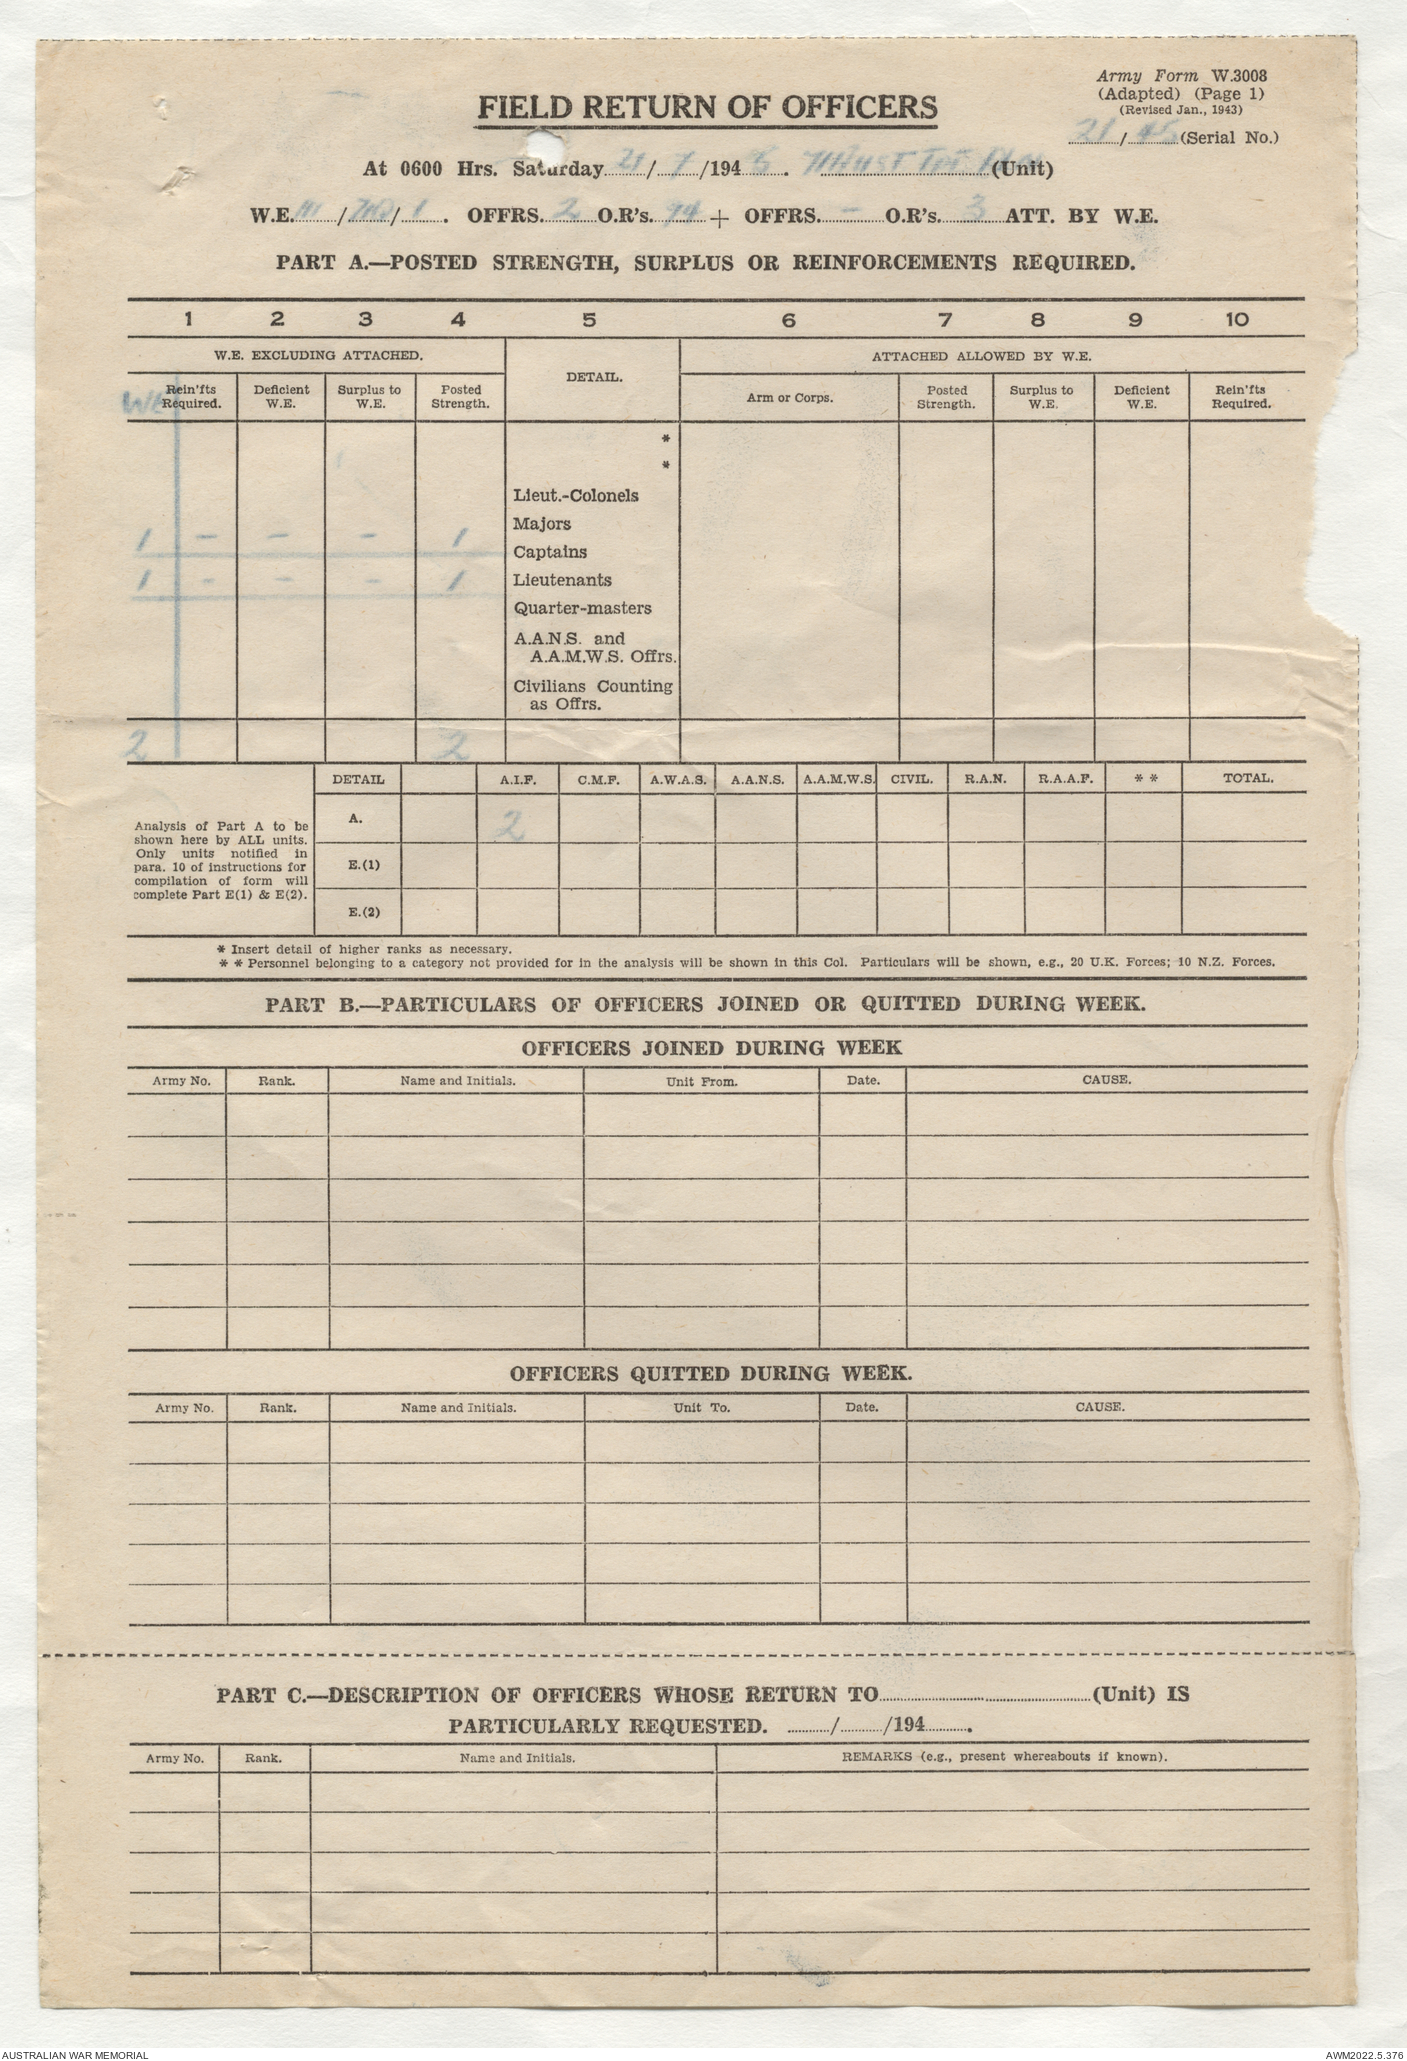 Army Form W.3008
(Adapted) (Page 1)
(Revised Jan., 1943)
21/45 (Serial No.)
FIELD RETURN OF OFFICERS
At 0600 Hrs. Saturday 21/7/1945. (Unit)
W.E. / / 1. OFFRS. 2 O.R's. 94 + OFFRS. – O.R's. 3 ATT. BY W.E.
PART A.—POSTED STRENGTH, SURPLUS OR REINFORCEMENTS REQUIRED.
1 2 3 4 5 6 7 8 9 10
W.E. EXCLUDING ATTACHED. DETAIL. ATTACHED ALLOWED BY W.E.
WE Rein'fts Required. Deficient W.E. Surplus to W.E. Posted Strength. Arm or Corps. Posted Strength. Surplus to W.E. Deficient W.E. Rein'fts Required.
*
*
Lieut.-Colonels
Majors
1 – – – 1 Captains
1 – – – 1 Lieutenants
Quarter-masters
A.A.N.S. and
A.A.M.W.S. Offrs.
Civilians Counting
as Offrs.
2 2
DETAIL A.I.F. C.M.F. A.W.A.S. A.A.N.S. A.A.M.W.S. CIVIL. R.A.N. R.A.A.F. * * TOTAL.
Analysis of Part A to be
shown here by ALL units.
Only units notified in
para. 10 of instructions for
compilation of form will
complete Part E(1) & E(2).
A. 2
E.(1)
E.(2)
* Insert detail of higher ranks as necessary.
* * Personnel belonging to a category not provided for in the analysis will be shown in this Col. Particulars will be shown, e.g., 20 U.K. Forces; 10 N.Z. Forces.
PART B.—PARTICULARS OF OFFICERS JOINED OR QUITTED DURING WEEK.
OFFICERS JOINED DURING WEEK
Army No. Rank. Name and Initials. Unit From. Date. CAUSE.
OFFICERS QUITTED DURING WEEK.
Army No. Rank. Name and Initials. Unit To. Date. CAUSE.
PART C.—DESCRIPTION OF OFFICERS WHOSE RETURN TO (Unit) IS
PARTICULARLY REQUESTED. / /194 .
Army No. Rank. Name and Initials. REMARKS (e.g., present whereabouts if known).
AUSTRALIAN WAR MEMORIAL AWM2022.5.376